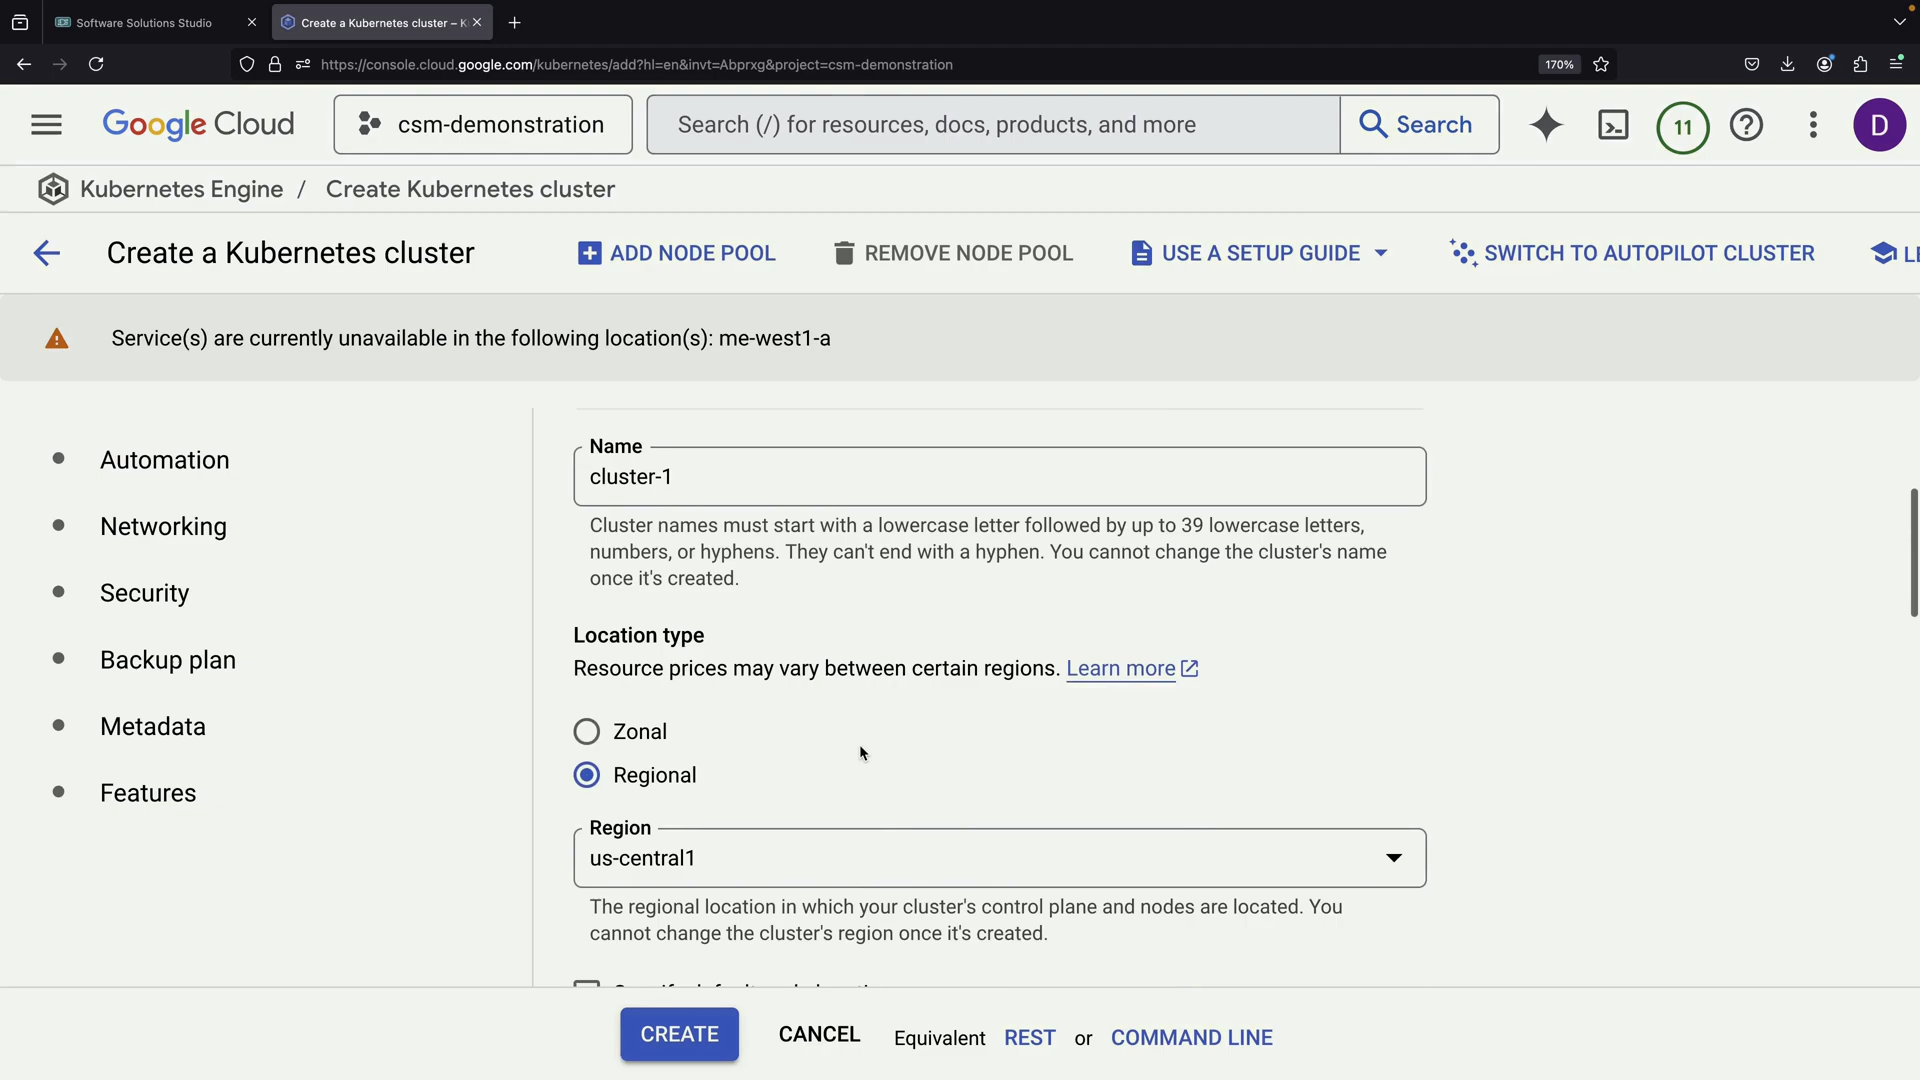 Software Solutions Studio
Create a Kubernetes cluster – K
https://console.cloud.google.com/kubernetes/add?hl=en&invt=Abprxg&project=csm-demonstration
170%
Google Cloud
csm-demonstration
Search (/) for resources, docs, products, and more
Search
11
D
Kubernetes Engine / Create Kubernetes cluster
Create a Kubernetes cluster
ADD NODE POOL
REMOVE NODE POOL
USE A SETUP GUIDE
SWITCH TO AUTOPILOT CLUSTER
LE
Service(s) are currently unavailable in the following location(s): me-west1-a
Automation
Networking
Security
Backup plan
Metadata
Features
Name
cluster-1
Cluster names must start with a lowercase letter followed by up to 39 lowercase letters,
numbers, or hyphens. They can't end with a hyphen. You cannot change the cluster's name
once it's created.
Location type
Resource prices may vary between certain regions. Learn more
Zonal
Regional
Region
us-central1
The regional location in which your cluster's control plane and nodes are located. You
cannot change the cluster's region once it's created.
CREATE
CANCEL
Equivalent REST or COMMAND LINE